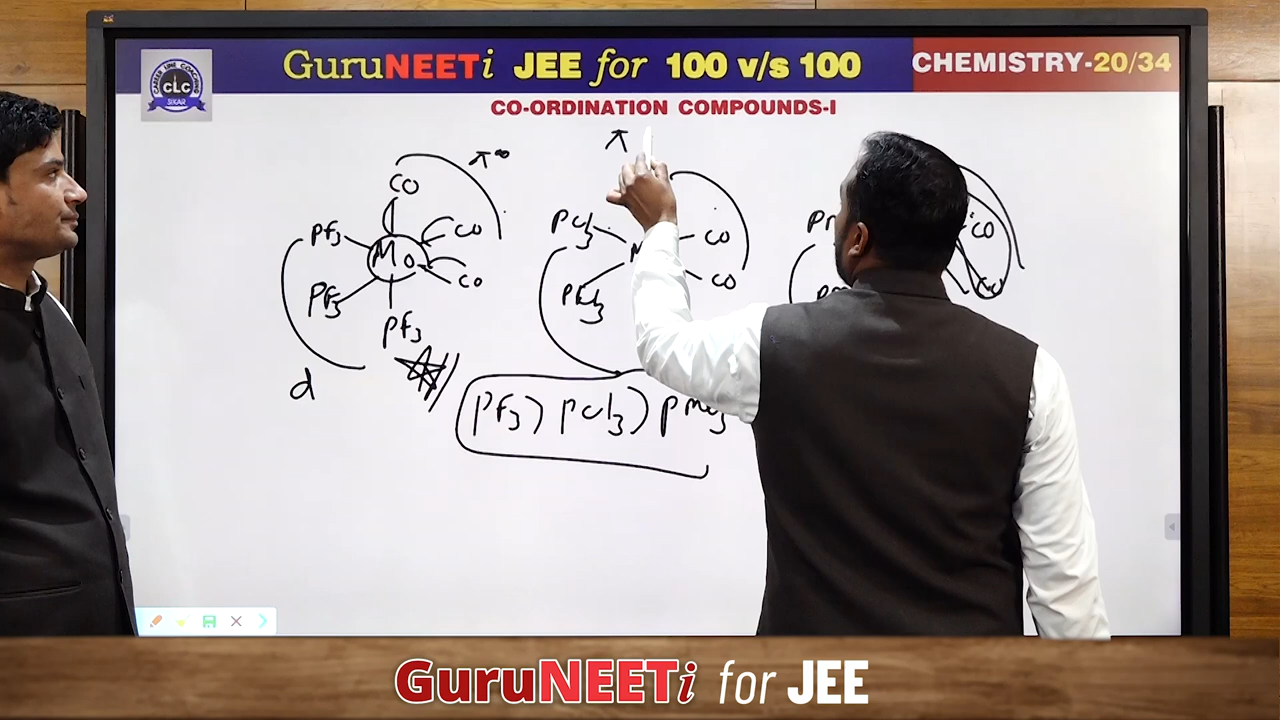 GuruNEETi JEE for 100 v/s 100
CHEMISTRY-20/34
CLC
SIKAR
CO-ORDINATION COMPOUNDS-I
π
CO
CO
CO
PF3
PF3
PF3
Mo
d
PCl3
PCl3
CO
CO
CO
PF3 > PCl3 > PMe3
GuruNEETi for JEE